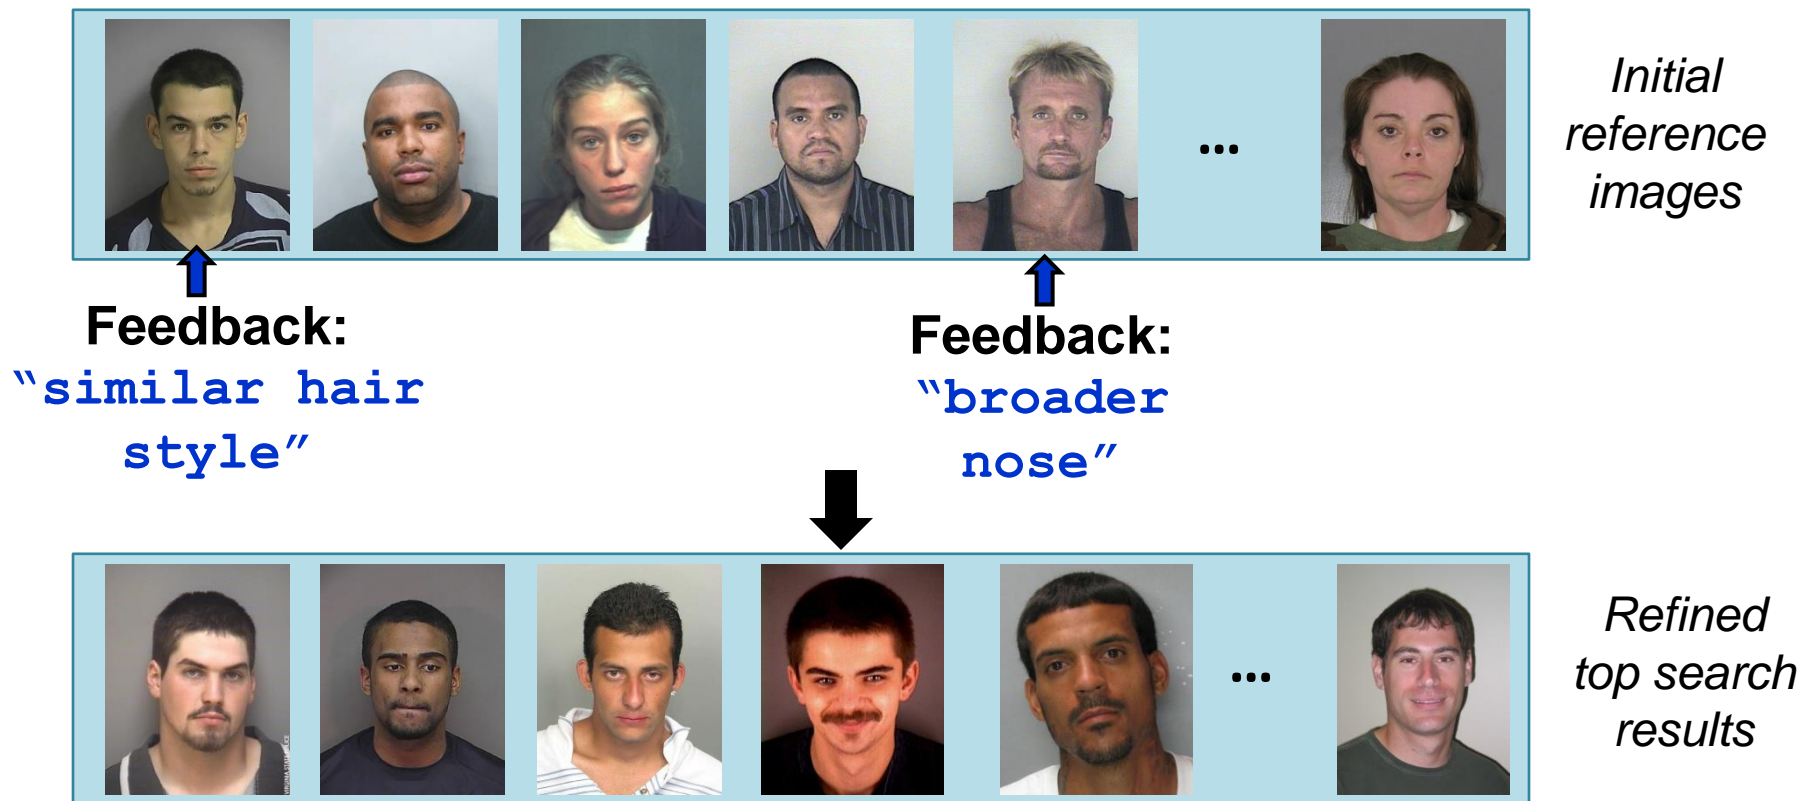 Initial
reference
images
...
Feedback:
“similar hair
style”
Feedback:
“broader
nose”
...
Refined
top search
results